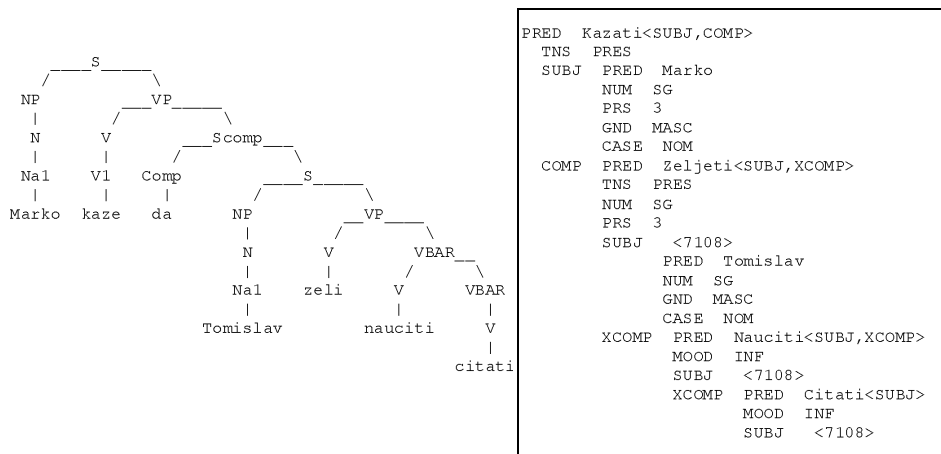 S
NP VP
N V Scomp
Na1 V1 Comp S
Marko kaze da NP VP
N V VBAR
Na1 zeli V VBAR
Tomislav nauciti V
citati
PRED Kazati<SUBJ,COMP>
TNS PRES
SUBJ PRED Marko
NUM SG
PRS 3
GND MASC
CASE NOM
COMP PRED Zeljeti<SUBJ,XCOMP>
TNS PRES
NUM SG
PRS 3
SUBJ <7108>
PRED Tomislav
NUM SG
GND MASC
CASE NOM
XCOMP PRED Nauciti<SUBJ,XCOMP>
MOOD INF
SUBJ <7108>
XCOMP PRED Citati<SUBJ>
MOOD INF
SUBJ <7108>